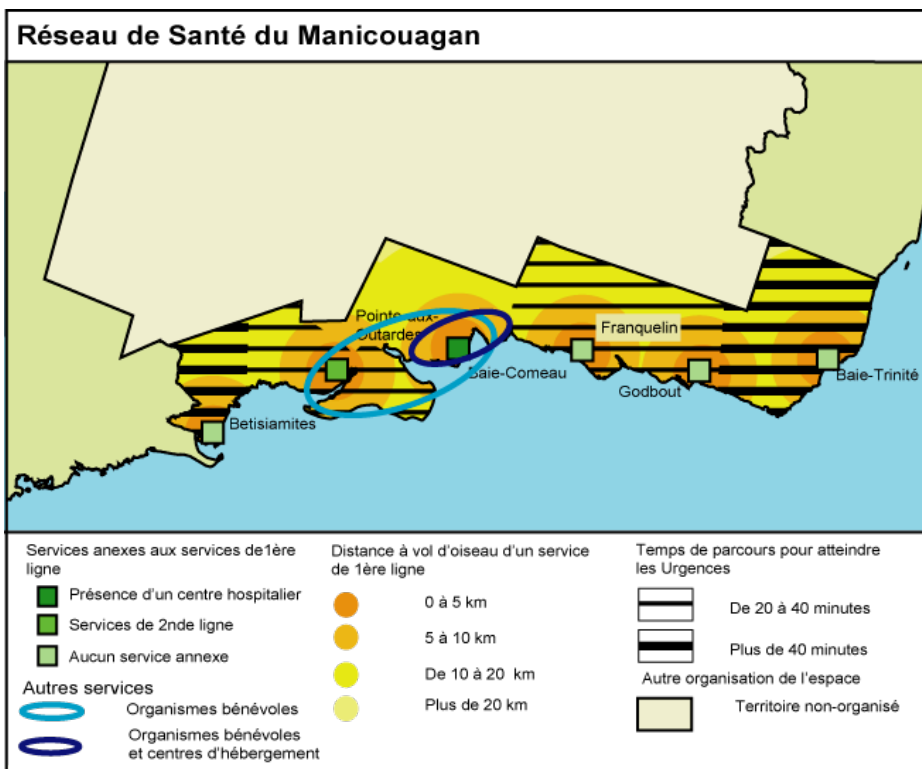 Réseau de Santé du Manicouagan
Pointe-aux-
Outardes
Franquelin
Baie-Comeau
Godbout
Baie-Trinité
Betisiamites
Services anexes aux services de1ère
ligne
Présence d'un centre hospitalier
Services de 2nde ligne
Aucun service annexe
Autres services
Organismes bénévoles
Organismes bénévoles
et centres d'hébergement
Distance à vol d'oiseau d'un service
de 1ère ligne
0 à 5 km
5 à 10 km
De 10 à 20 km
Plus de 20 km
Temps de parcours pour atteindre
les Urgences
De 20 à 40 minutes
Plus de 40 minutes
Autre organisation de l'espace
Territoire non-organisé